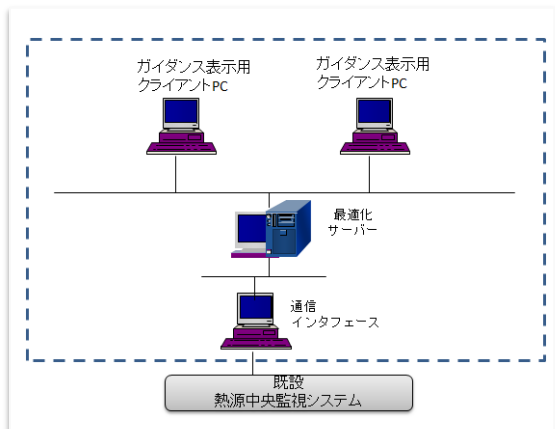 ガイダンス表示用
クライアントPC
ガイダンス表示用
クライアントPC
最適化
サーバー
通信
インタフェース
既設
熱源中央監視システム